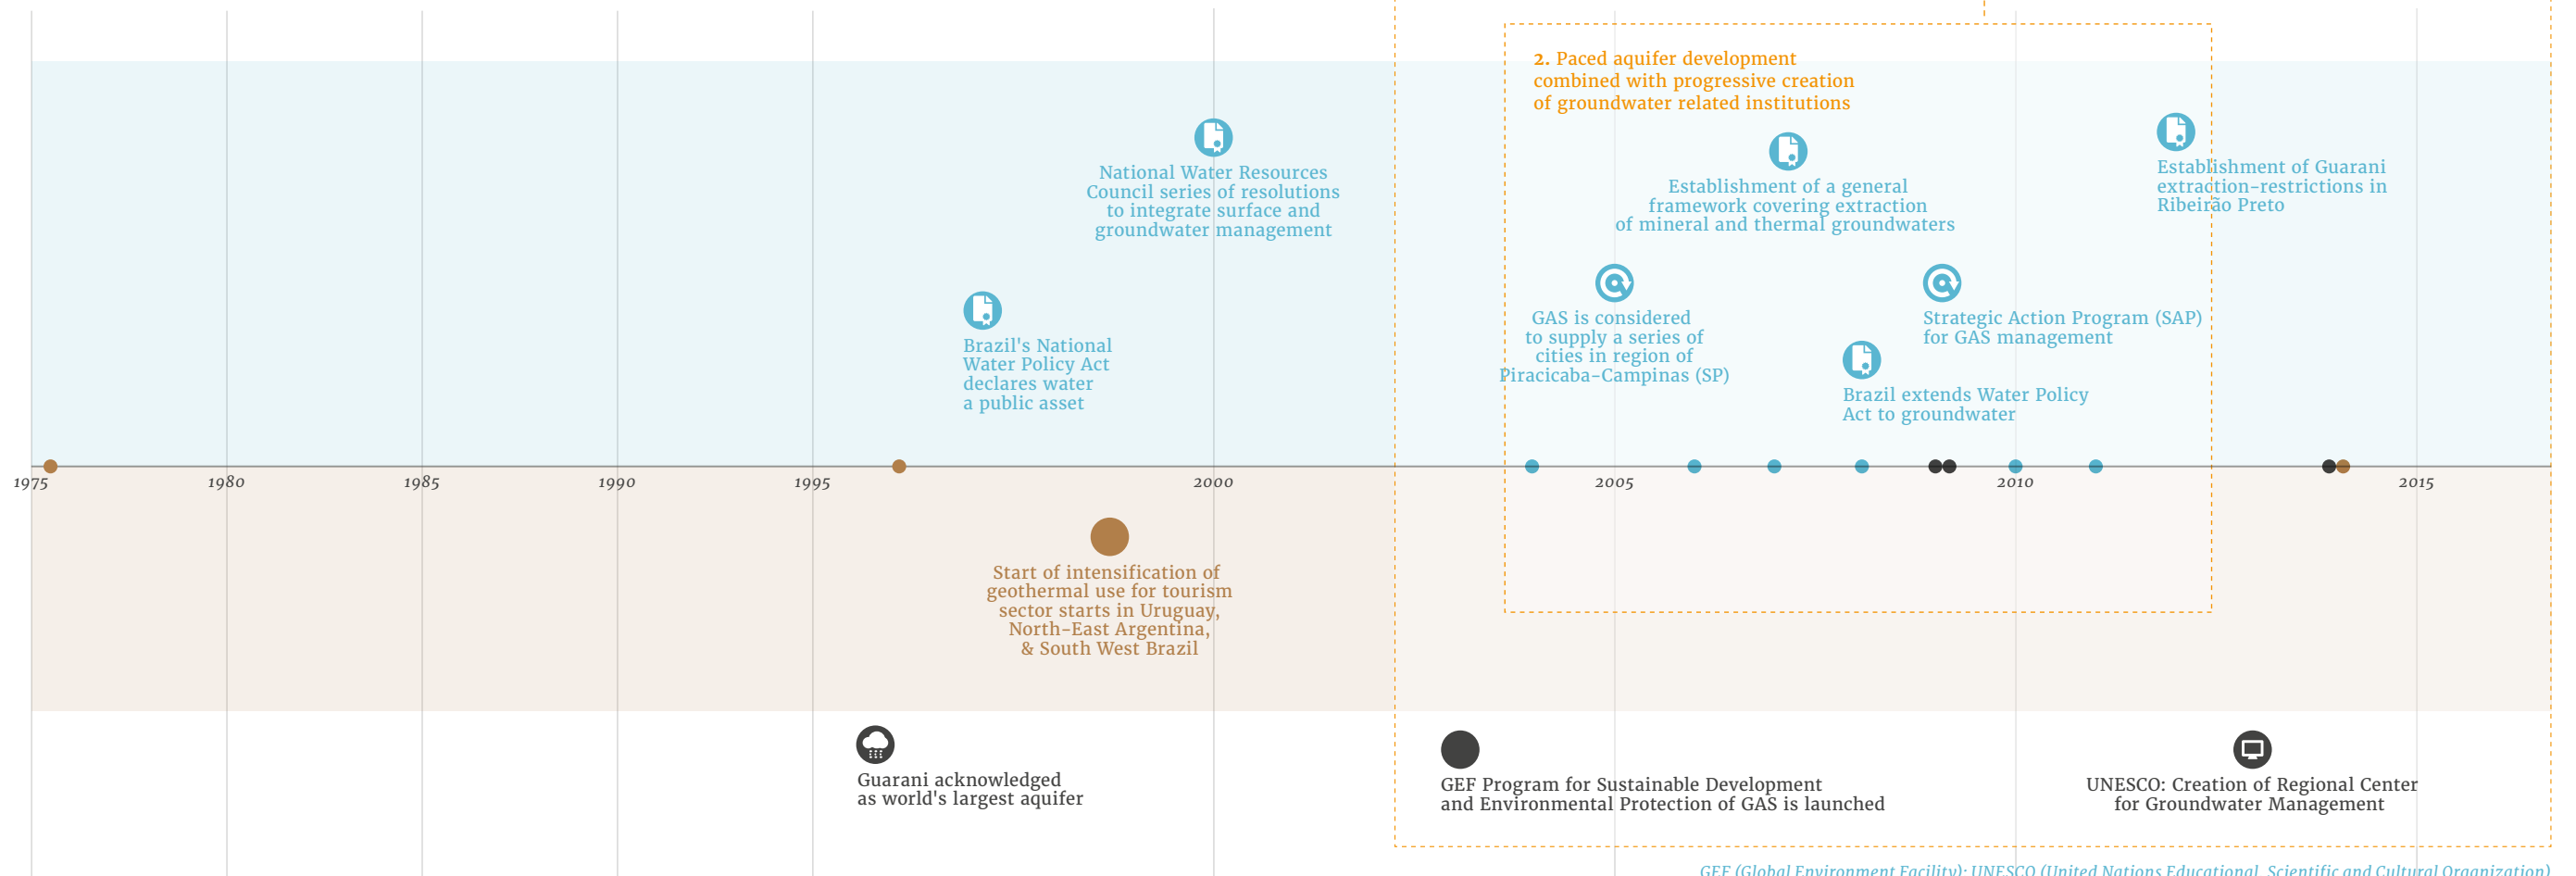 2. Paced aquifer development
combined with progressive creation
of groundwater related institutions
National Water Resources
Council series of resolutions
to integrate surface and
groundwater management
Establishment of a general
framework covering extraction
of mineral and thermal groundwaters
Establishment of Guarani
extraction-restrictions in
Ribeirão Preto
Brazil's National
Water Policy Act
declares water
a public asset
GAS is considered
to supply a series of
cities in region of
Piracicaba-Campinas (SP)
Strategic Action Program (SAP)
for GAS management
Brazil extends Water Policy
Act to groundwater
1975 1980 1985 1990 1995 2000 2005 2010 2015
Start of intensification of
geothermal use for tourism
sector starts in Uruguay,
North-East Argentina,
& South West Brazil
Guarani acknowledged
as world's largest aquifer
GEF Program for Sustainable Development
and Environmental Protection of GAS is launched
UNESCO: Creation of Regional Center
for Groundwater Management
GEF (Global Environment Facility); UNESCO (United Nations Educational, Scientific and Cultural Organization)